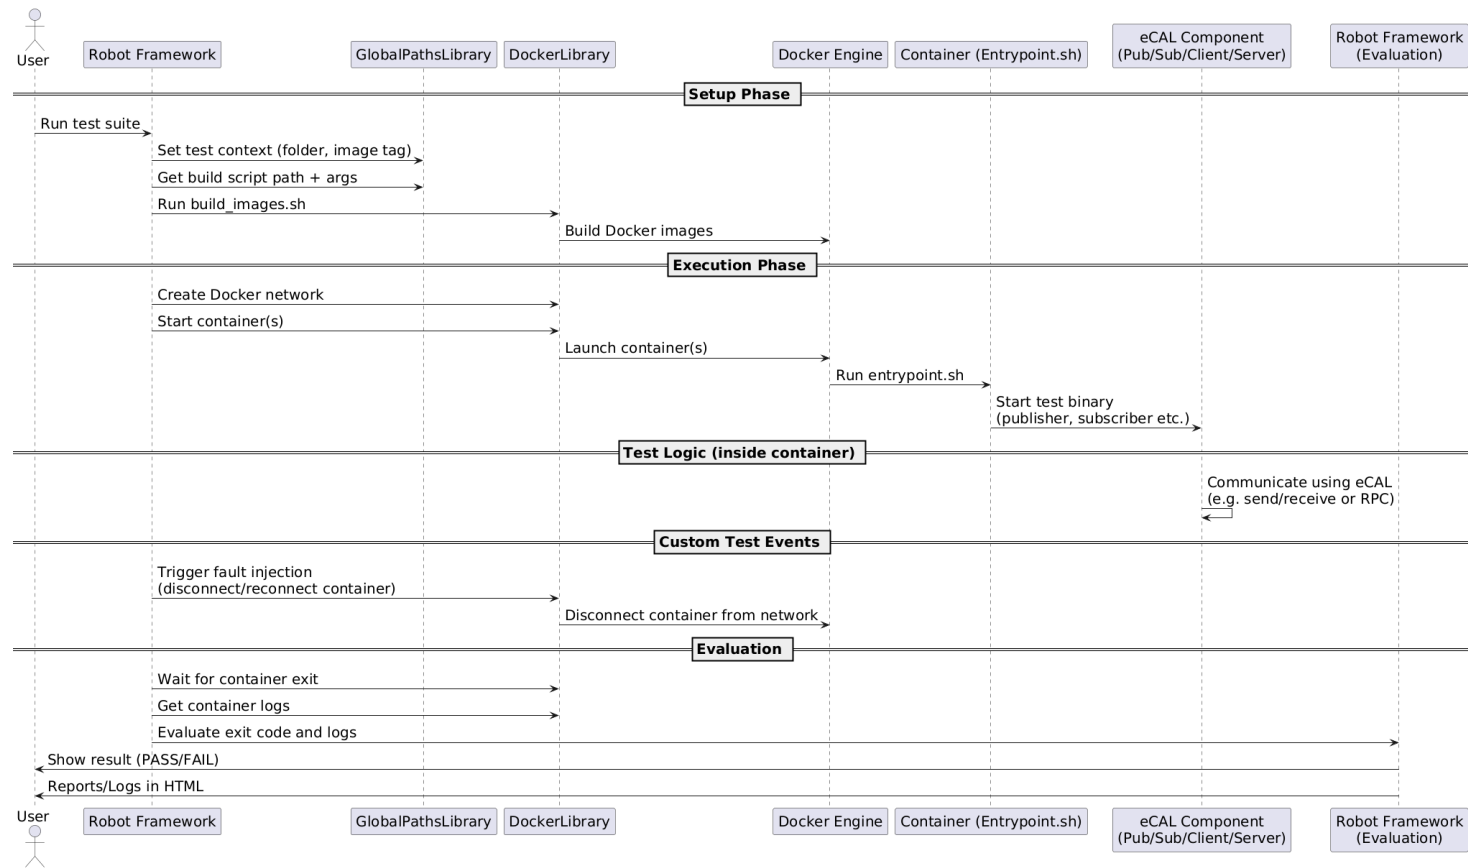 eCAL Component
Robot Framework
User
Robot Framework
GlobalPathsLibrary
DockerLibrary
Docker Engine
Container (Entrypoint.sh)
(Pub/Sub/Client/Server)
(Evaluation)
Setup Phase
Run test suite
Set test context (folder, image tag)
Get build script path + args
Run build_images.sh
Build Docker images
Execution Phase
Create Docker network
Start container(s)
Launch container(s)
Run entrypoint.sh
Start test binary
(publisher, subscriber etc.)
Test Logic (inside container)
Communicate using eCAL
(e.g. send/receive or RPC)
Custom Test Events
Trigger fault injection
(disconnect/reconnect container)
Disconnect container from network
Evaluation
Wait for container exit
Get container logs
Evaluate exit code and logs
Show result (PASS/FAIL)
Reports/Logs in HTML
User
Robot Framework
GlobalPathsLibrary
DockerLibrary
Docker Engine
Container (Entrypoint.sh)
eCAL Component
(Pub/Sub/Client/Server)
Robot Framework
(Evaluation)